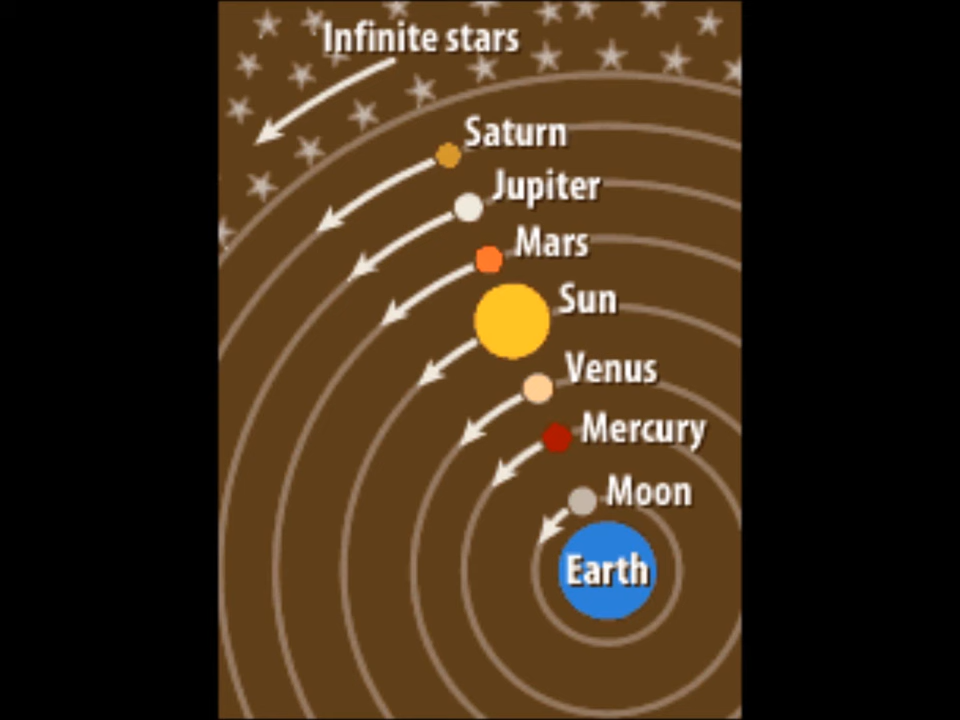 Infinite stars
Saturn
Jupiter
Mars
Sun
Venus
Mercury
Moon
Earth